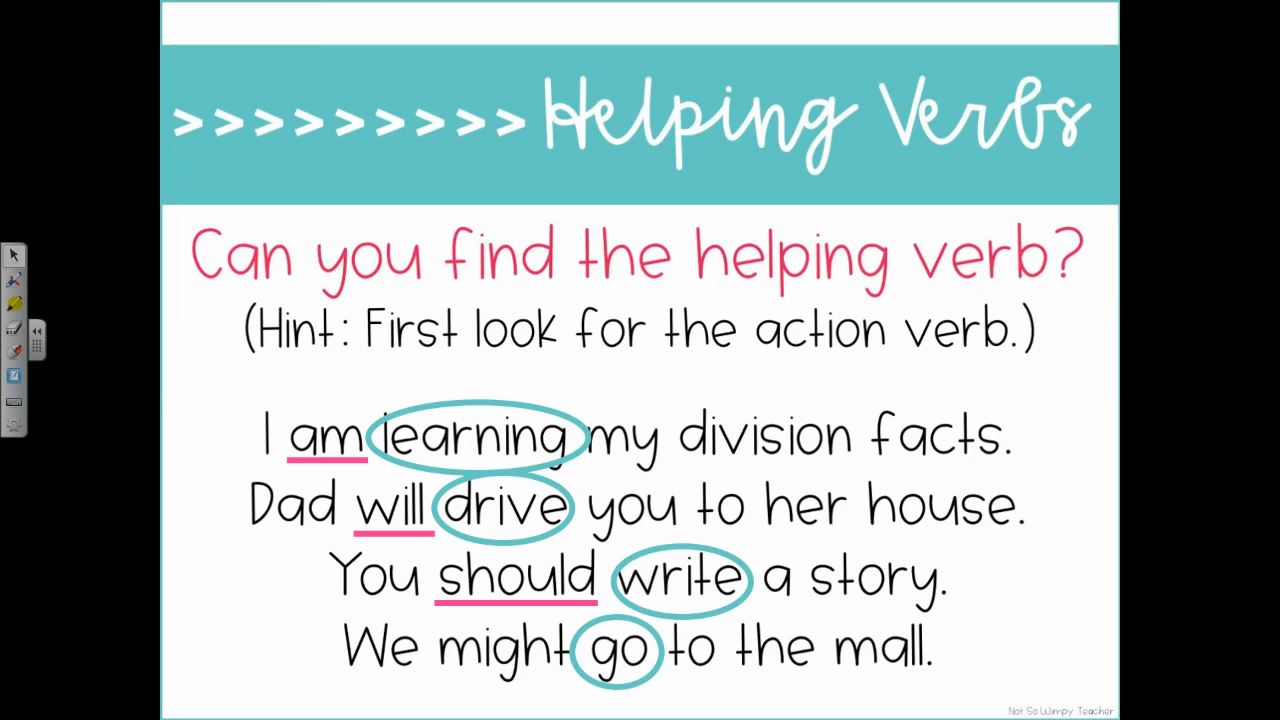 >>>>>>>>> Helping Verbs
Can you find the helping verb?
(Hint: First look for the action verb.)
I am learning my division facts.
Dad will drive you to her house.
You should write a story.
We might go to the mall.
Not So Wimpy Teacher